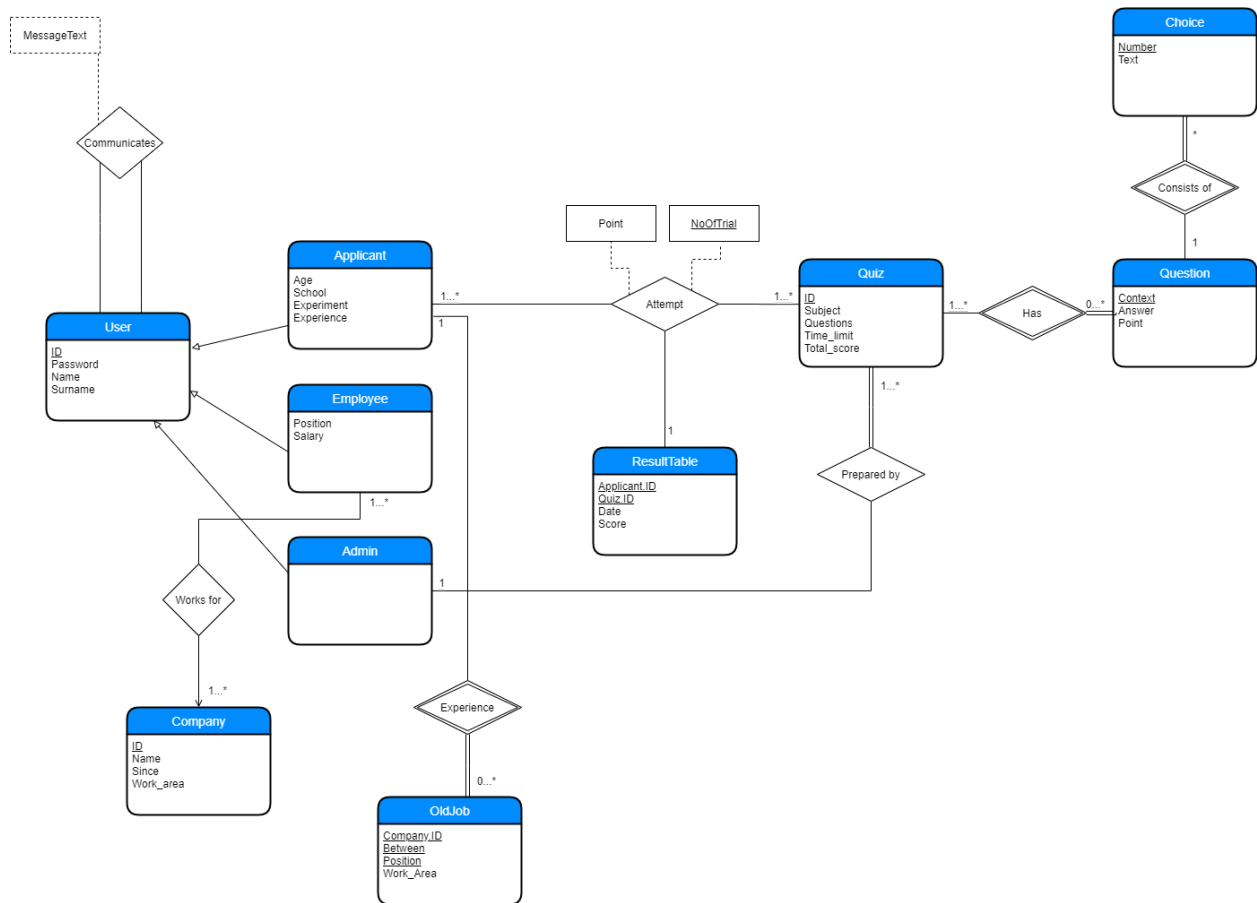 MessageText
Communicates
User
ID
Password
Name
Surname
Applicant
Age
School
Experiment
Experience
Employee
Position
Salary
1...*
Admin
1
Works for
1...*
Company
ID
Name
Since
Work_area
1...*
1
Experience
0...*
OldJob
Company.ID
Between
Position
Work_Area
Point
NoOfTrial
Attempt
1...*
1
ResultTable
Applicant.ID
Quiz.ID
Date
Score
Quiz
ID
Subject
Questions
Time_limit
Total_score
1...*
Prepared by
1...*
Has
0...*
Choice
Number
Text
*
Consists of
1
Question
Context
Answer
Point